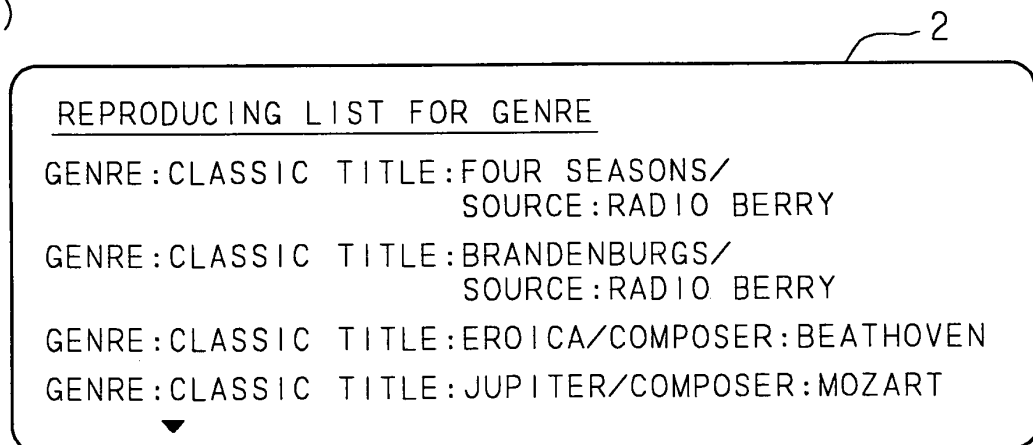 )
2
REPRODUCING LIST FOR GENRE
GENRE:CLASSIC TITLE:FOUR SEASONS/
SOURCE:RADIO BERRY
GENRE:CLASSIC TITLE:BRANDENBURGS/
SOURCE:RADIO BERRY
GENRE:CLASSIC TITLE:EROICA/COMPOSER:BEATHOVEN
GENRE:CLASSIC TITLE:JUPITER/COMPOSER:MOZART